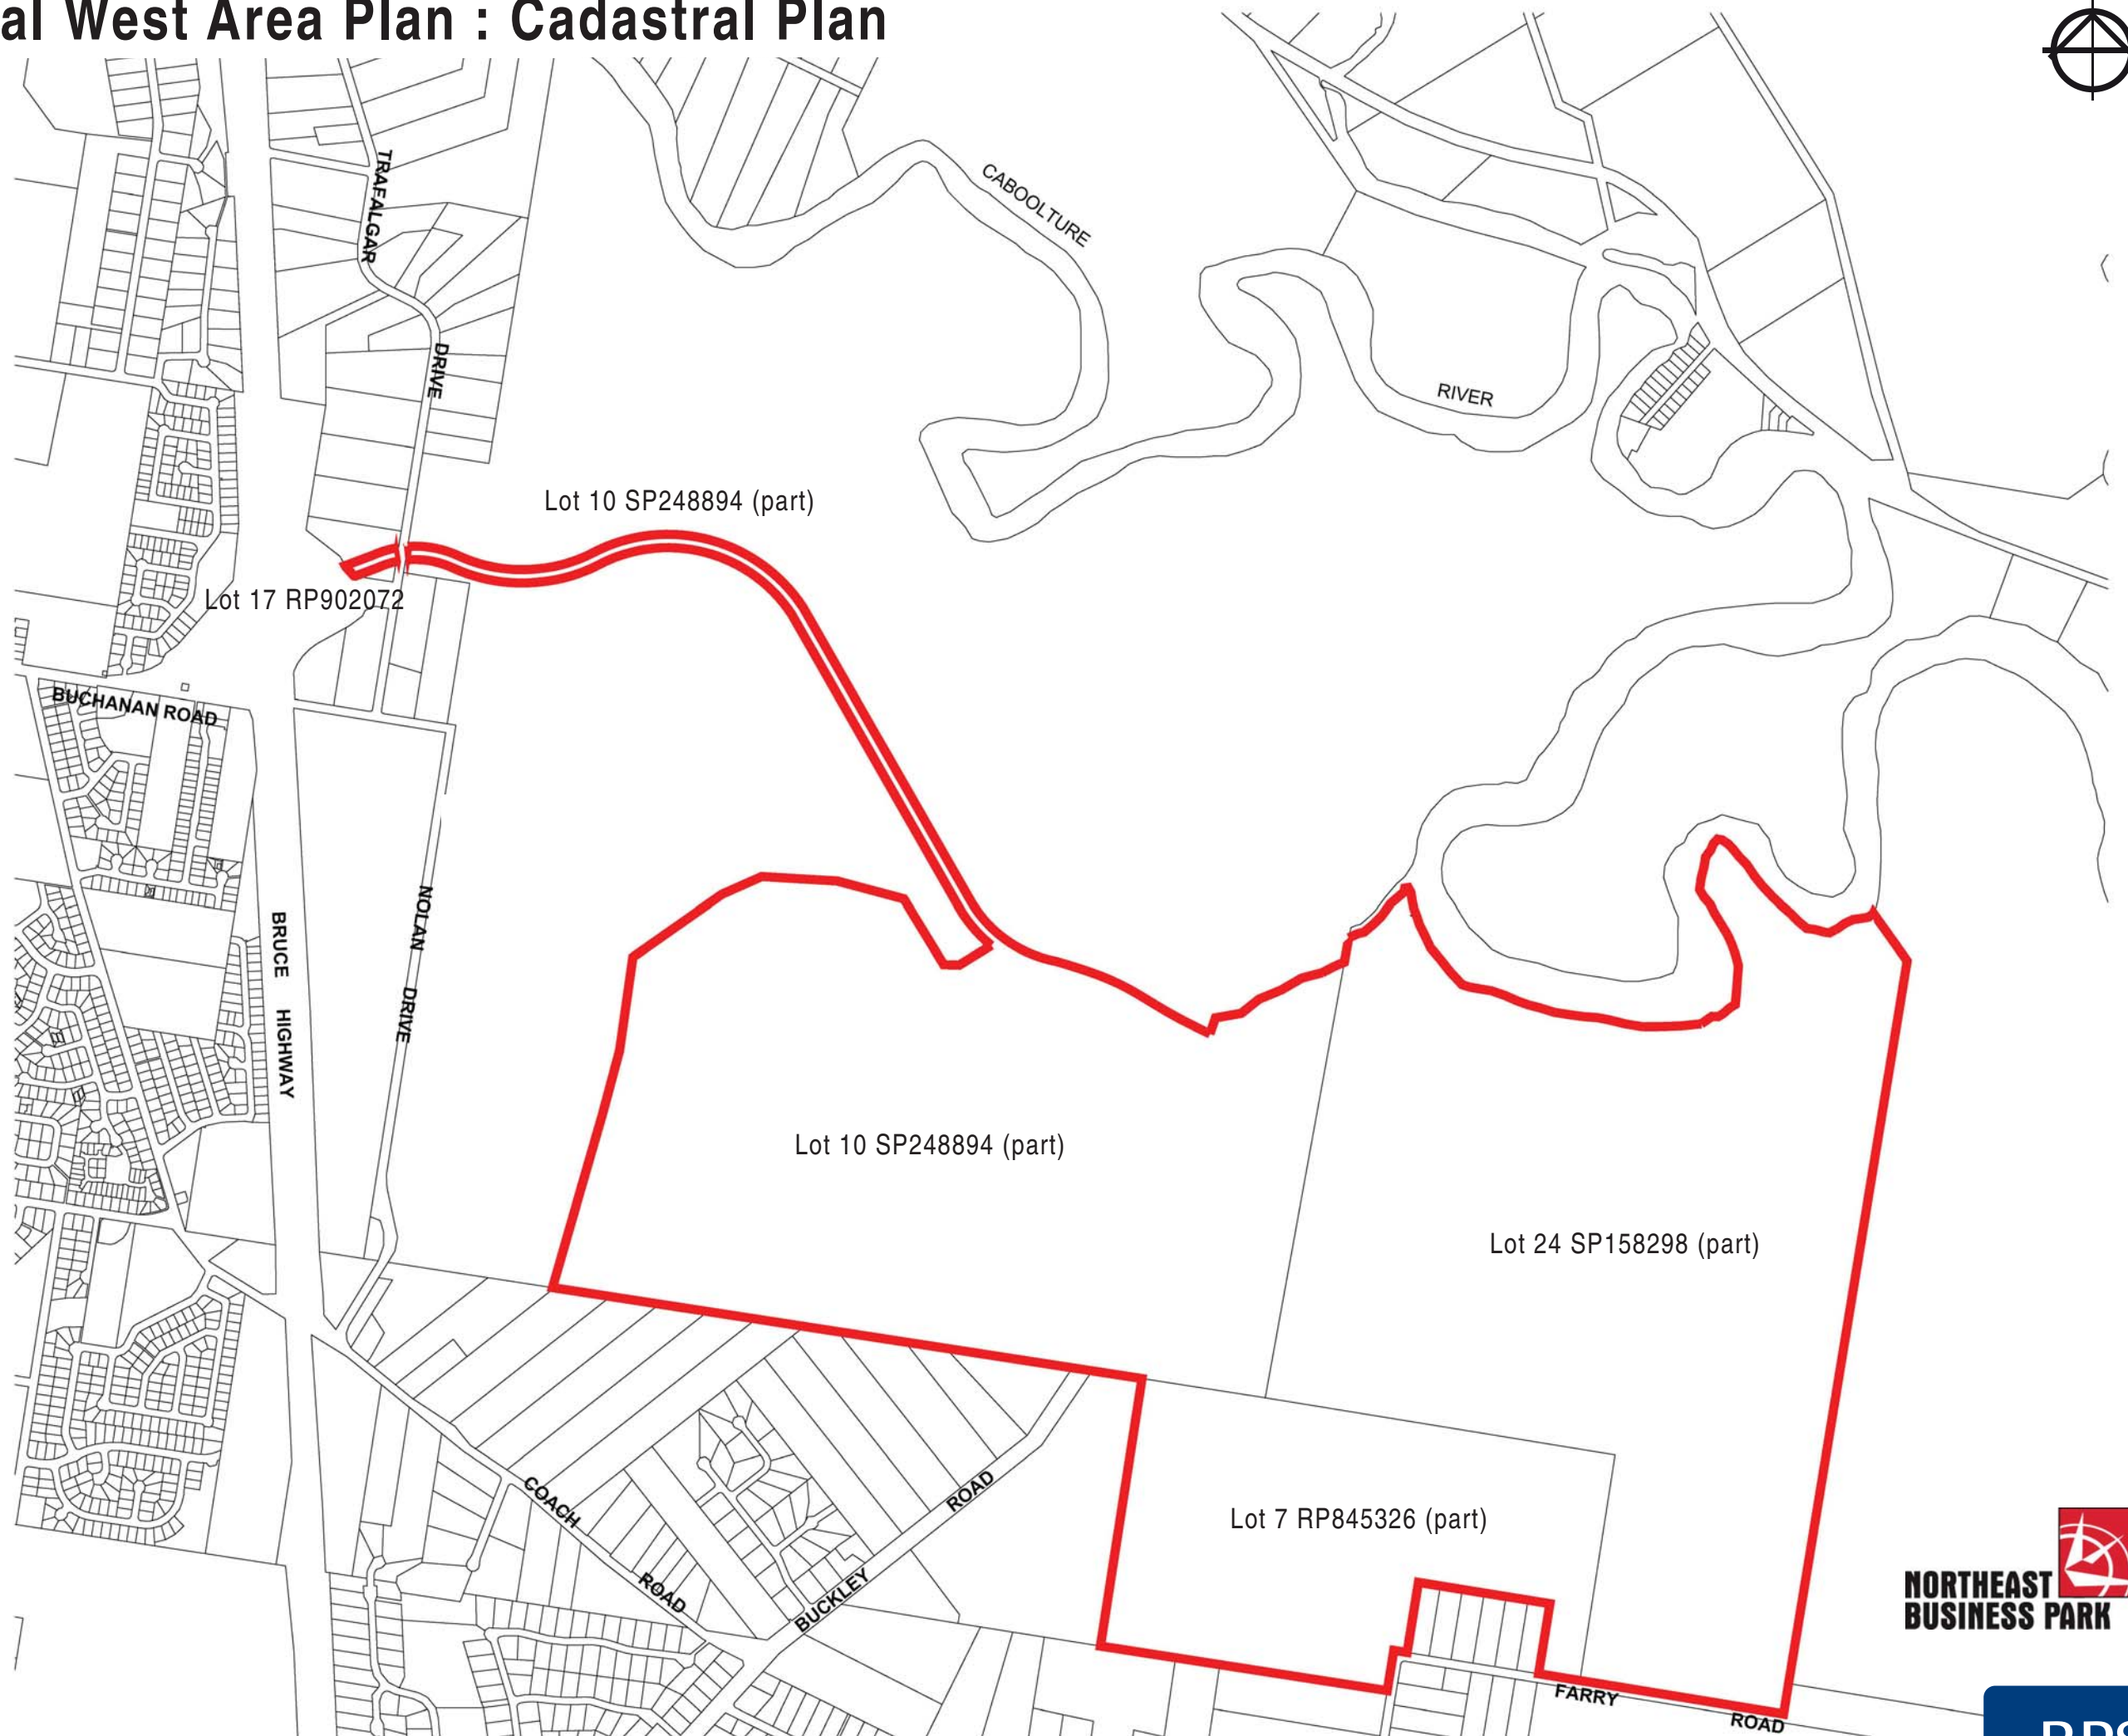 al West Area Plan : Cadastral Plan
TRAFALGAR
DRIVE
CABOOLTURE
RIVER
Lot 10 SP248894 (part)
Lot 17 RP902072
BUCHANAN ROAD
BRUCE HIGHWAY
NOLAN DRIVE
Lot 10 SP248894 (part)
Lot 24 SP158298 (part)
Lot 7 RP845326 (part)
COACH ROAD
BUCKLEY ROAD
FARRY ROAD
NORTHEAST
BUSINESS PARK